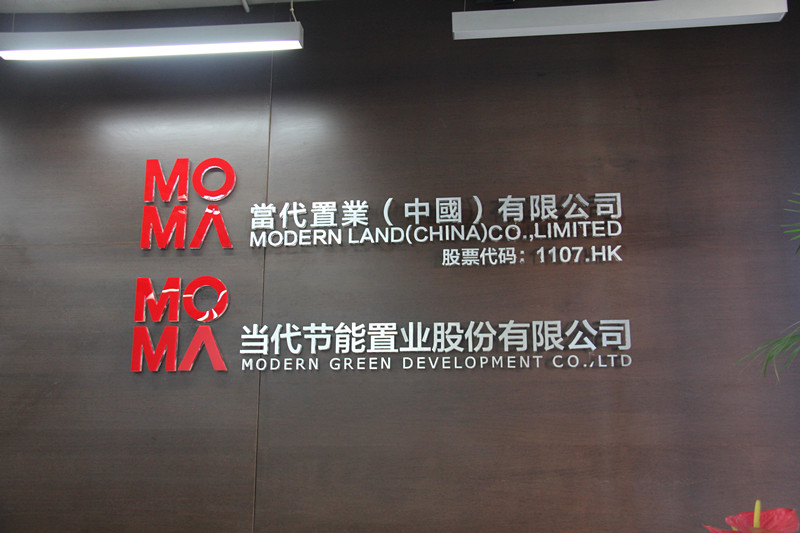 MO
MA
當代置業（中國）有限公司
MODERN LAND(CHINA)CO.,LIMITED
股票代码：1107.HK
MO
MA
当代节能置业股份有限公司
MODERN GREEN DEVELOPMENT CO.,LTD